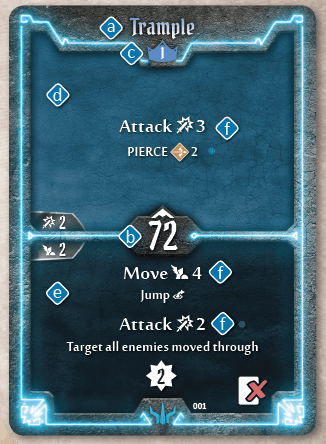 a Trample
c 1
d
Attack 3 f
PIERCE 2
2
b 72
2
Move 4 f
Jump
e
Attack 2 f
Target all enemies moved through
2
001